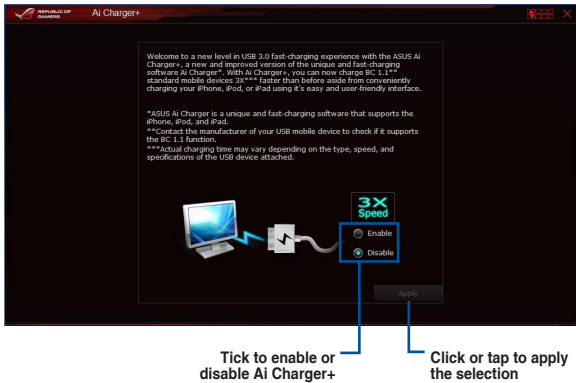 REPUBLIC OF
GAMERS
Ai Charger+
Welcome to a new level in USB 3.0 fast-charging experience with the ASUS Ai
Charger+, a new and improved version of the unique and fast-charging
software Ai Charger*. With Ai Charger+, you can now charge BC 1.1**
standard mobile devices 3X*** faster than before aside from conveniently
charging your iPhone, iPod, or iPad using it's easy and user-friendly interface.
*ASUS Ai Charger is a unique and fast-charging software that supports the
iPhone, iPod, and iPad.
**Contact the manufacturer of your USB mobile device to check if it supports
the BC 1.1 function.
***Actual charging time may vary depending on the type, speed, and
specifications of the USB device attached.
3X
Speed
Enable
Disable
Apply
Tick to enable or
disable Ai Charger+
Click or tap to apply
the selection